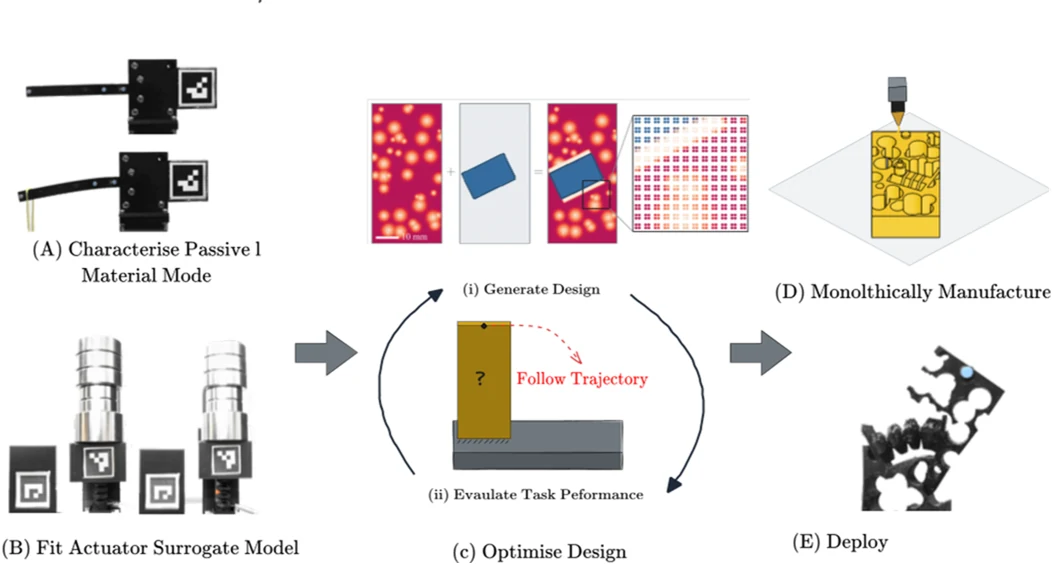 (A) Characterise Passive l
Material Mode
(B) Fit Actuator Surrogate Model
+
=
10 mm
(i) Generate Design
?
Follow Trajectory
(ii) Evaulate Task Peformance
(c) Optimise Design
(D) Monolthically Manufacture
(E) Deploy